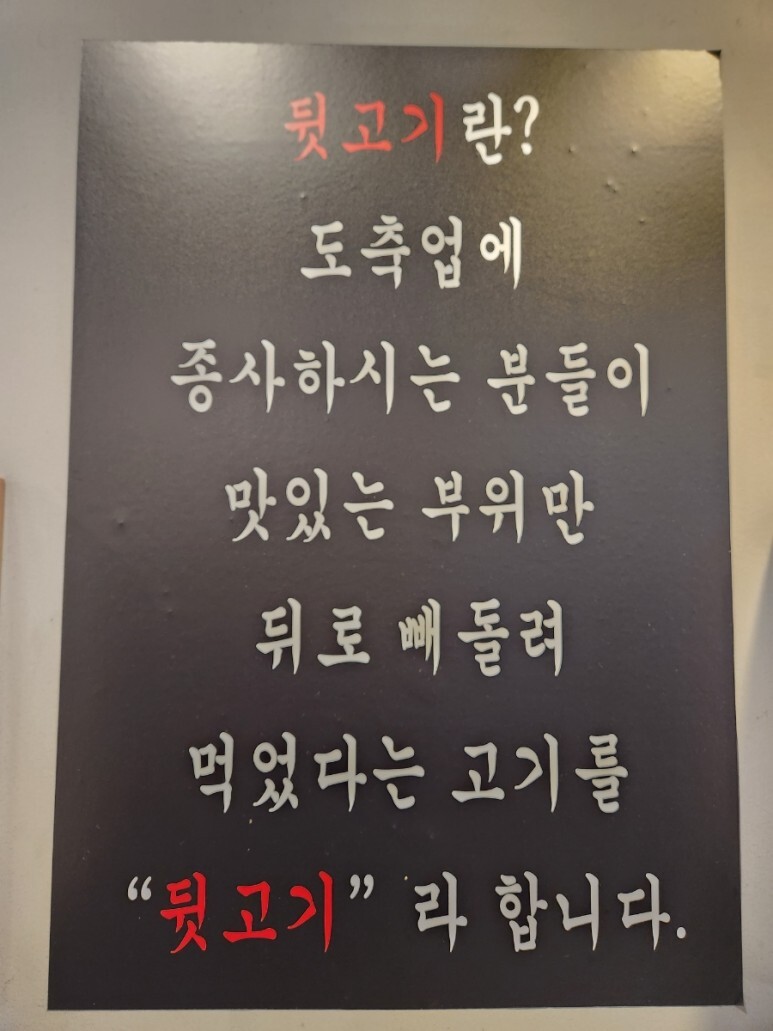 뒷고기란?
도축업에
종사하시는 분들이
맛있는 부위만
뒤로 빼돌려
먹었다는 고기를
“뒷고기” 라 합니다.